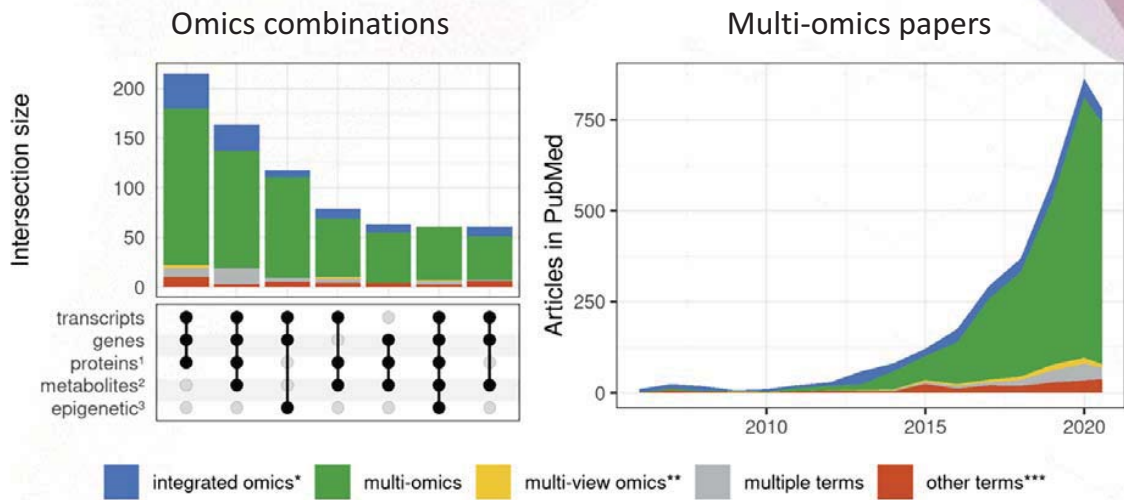 Omics combinations
Multi-omics papers
Intersection size
200
150
100
50
0
transcripts
genes
proteins¹
metabolites²
epigenetic³
Articles in PubMed
750
500
250
0
2010
2015
2020
integrated omics*
multi-omics
multi-view omics**
multiple terms
other terms***